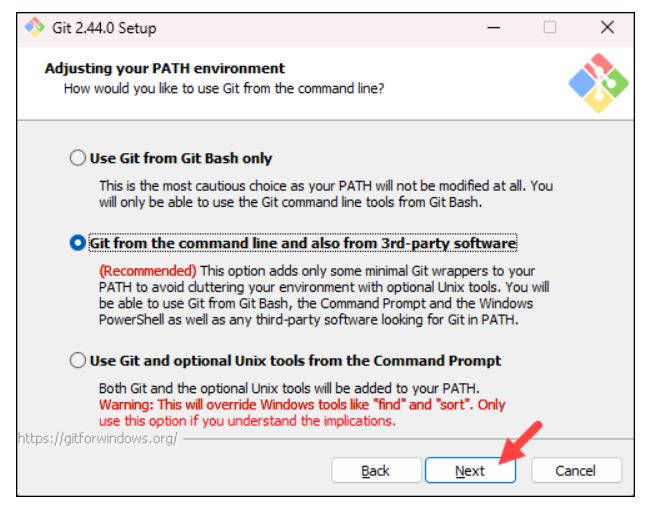 Git 2.44.0 Setup
Adjusting your PATH environment
How would you like to use Git from the command line?
Use Git from Git Bash only
This is the most cautious choice as your PATH will not be modified at all. You
will only be able to use the Git command line tools from Git Bash.
Git from the command line and also from 3rd-party software
(Recommended) This option adds only some minimal Git wrappers to your
PATH to avoid cluttering your environment with optional Unix tools. You will
be able to use Git from Git Bash, the Command Prompt and the Windows
PowerShell as well as any third-party software looking for Git in PATH.
Use Git and optional Unix tools from the Command Prompt
Both Git and the optional Unix tools will be added to your PATH.
Warning: This will override Windows tools like "find" and "sort". Only
use this option if you understand the implications.
https://gitforwindows.org/
Back Next Cancel